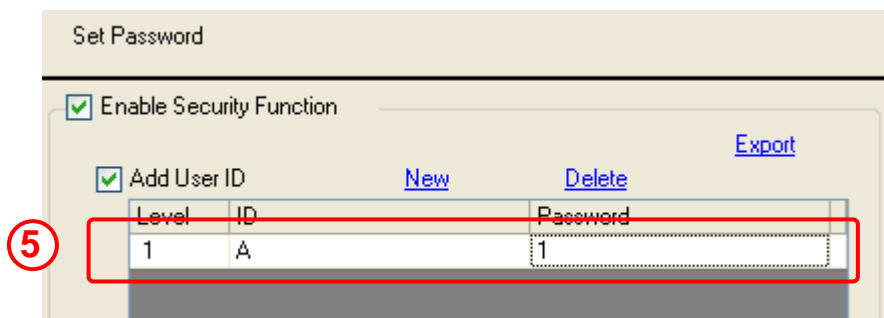 Set Password
Enable Security Function
Export
Add User ID New Delete
Level ID Password
5 1 A 1